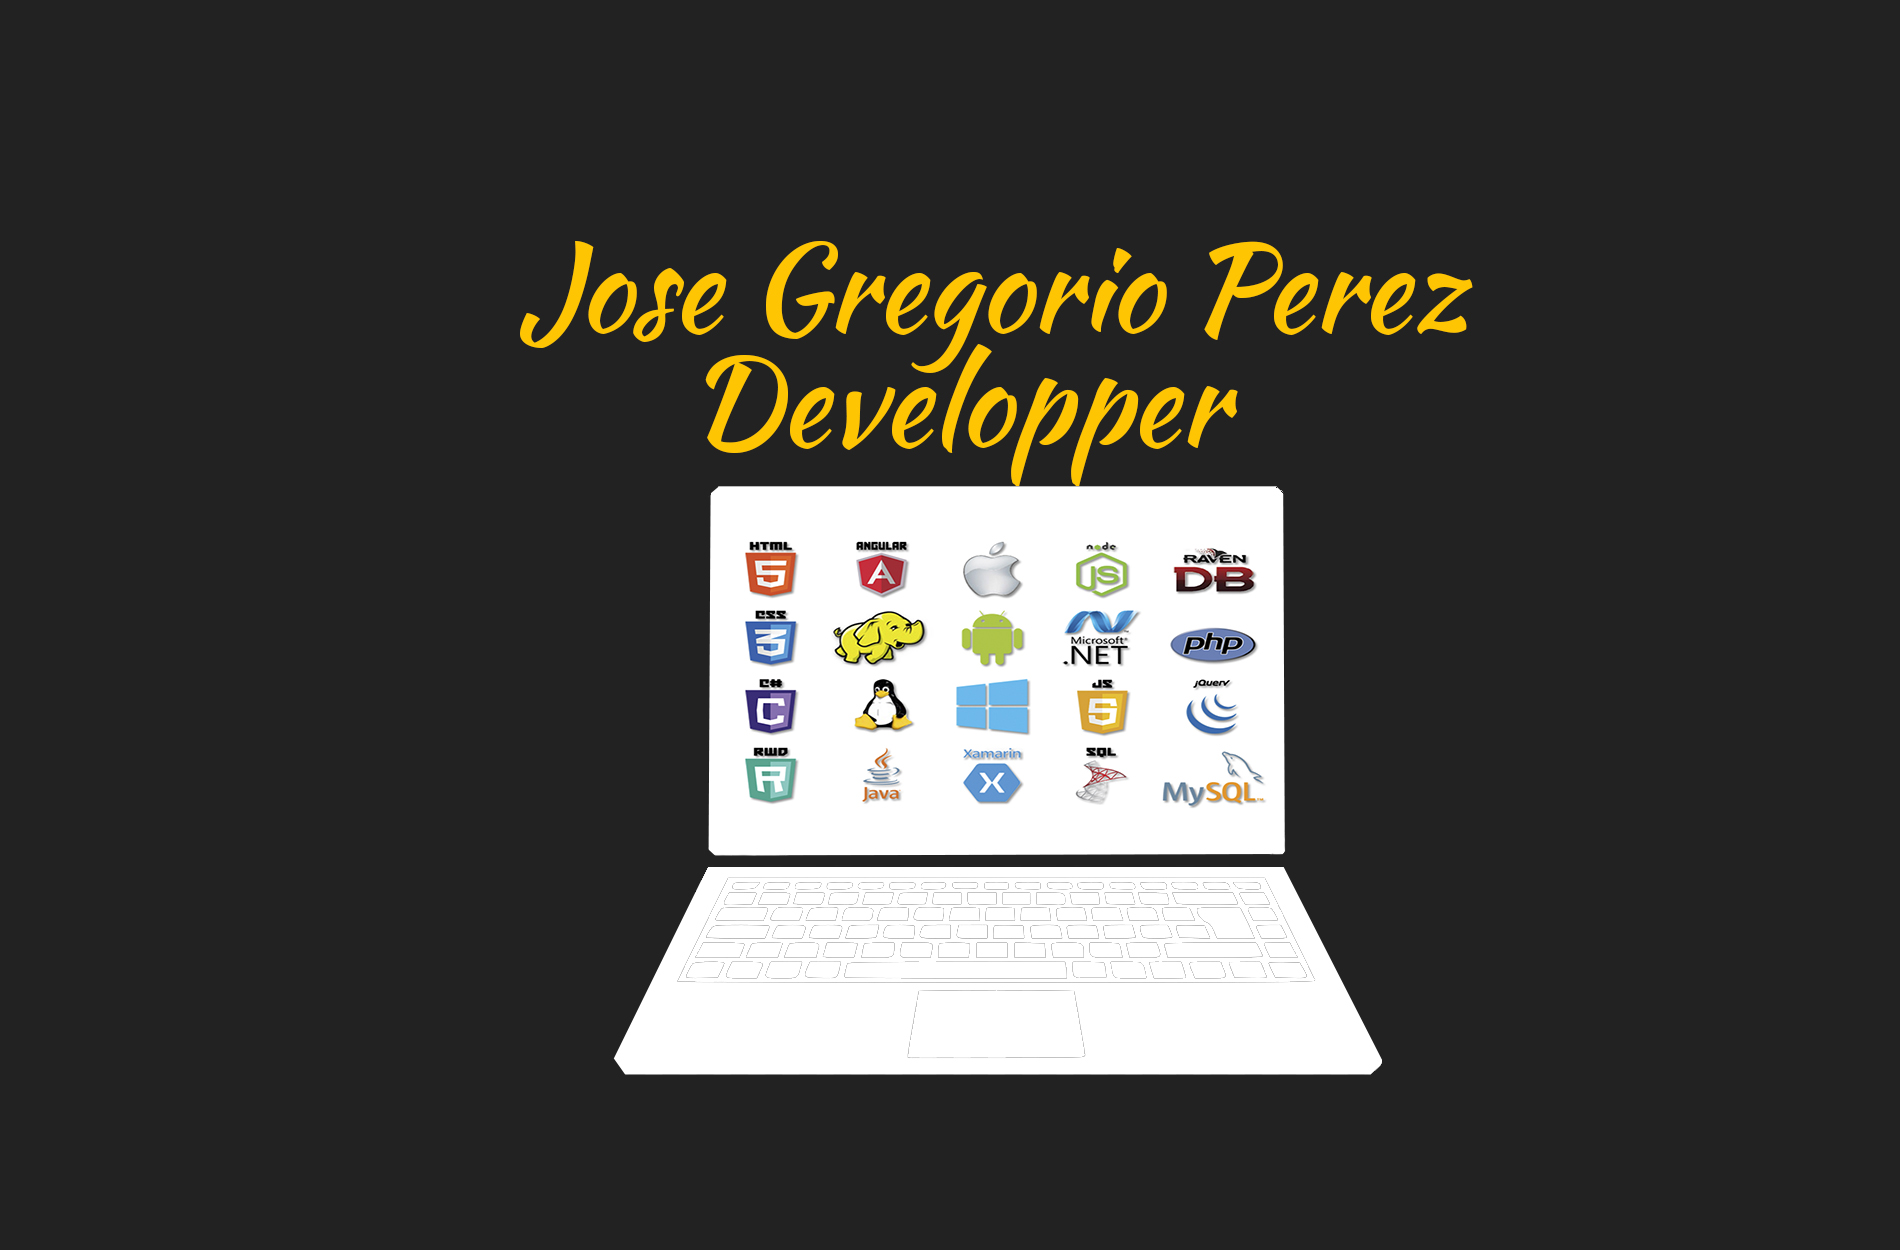 Jose Gregorio Perez
Developper
HTML ANGULAR node RAVEN
5 A JS DB
CSS Microsoft®
3 .NET php
C# JS jQuery
C 5
RWD Xamarin SQL
R Java X MySQL